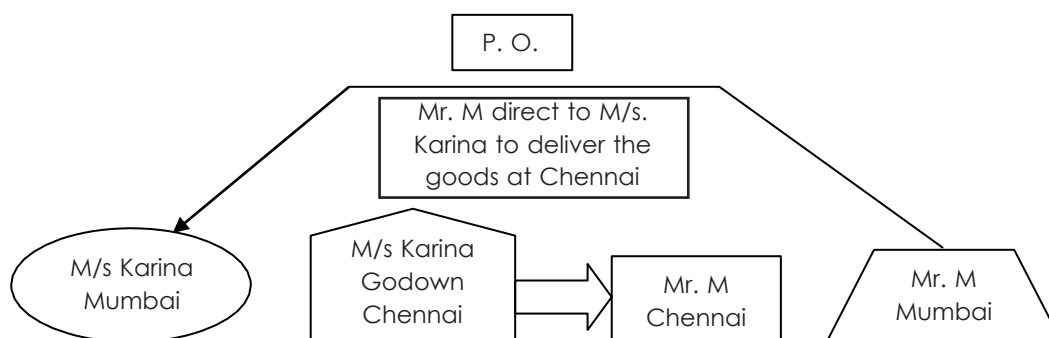 P. O.
Mr. M direct to M/s.
Karina to deliver the
goods at Chennai
M/s Karina
Mumbai
M/s Karina
Godown
Chennai
Mr. M
Chennai
Mr. M
Mumbai